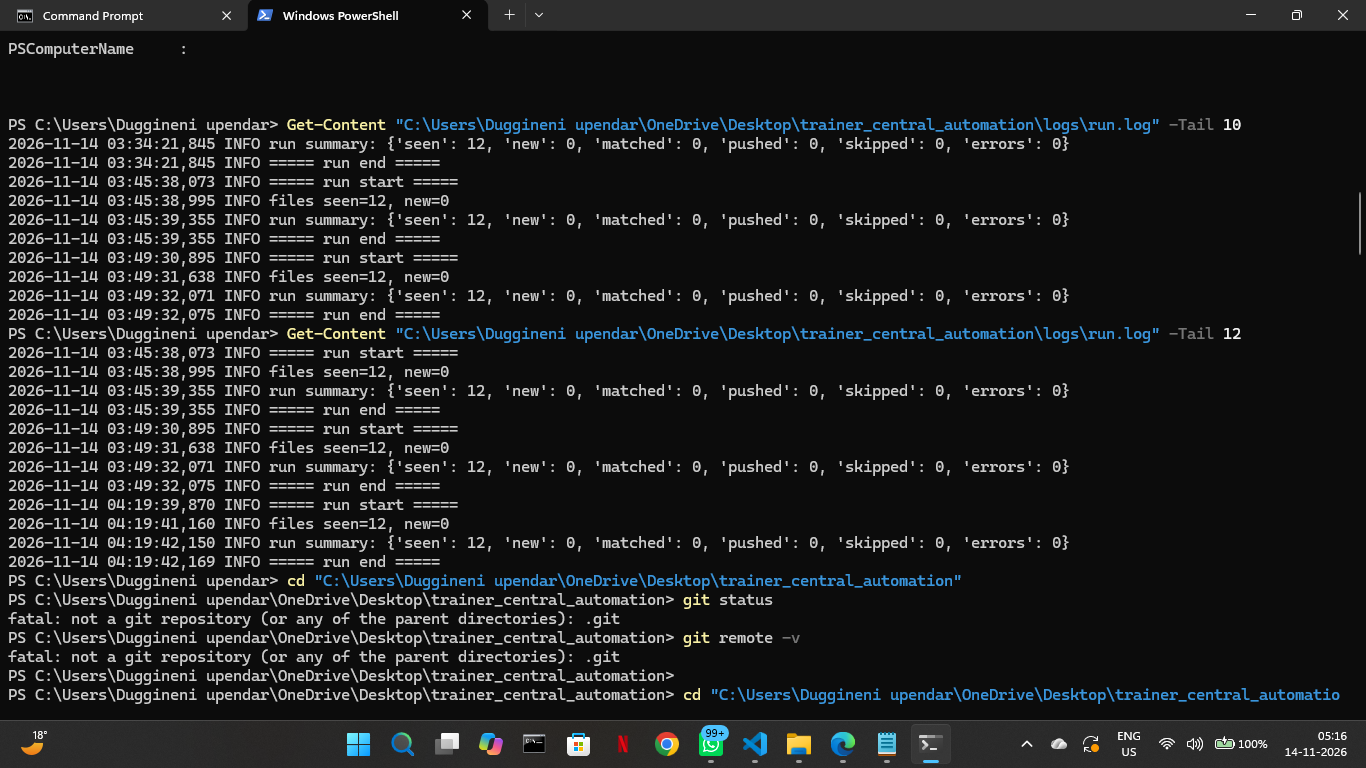 Command Prompt
Windows PowerShell
PSComputerName     :
PS C:\Users\Duggineni upendar> Get-Content "C:\Users\Duggineni upendar\OneDrive\Desktop\trainer_central_automation\logs\run.log" -Tail 10
2026-11-14 03:34:21,845 INFO run summary: {'seen': 12, 'new': 0, 'matched': 0, 'pushed': 0, 'skipped': 0, 'errors': 0}
2026-11-14 03:34:21,845 INFO ===== run end =====
2026-11-14 03:45:38,073 INFO ===== run start =====
2026-11-14 03:45:38,995 INFO files seen=12, new=0
2026-11-14 03:45:39,355 INFO run summary: {'seen': 12, 'new': 0, 'matched': 0, 'pushed': 0, 'skipped': 0, 'errors': 0}
2026-11-14 03:45:39,355 INFO ===== run end =====
2026-11-14 03:49:30,895 INFO ===== run start =====
2026-11-14 03:49:31,638 INFO files seen=12, new=0
2026-11-14 03:49:32,071 INFO run summary: {'seen': 12, 'new': 0, 'matched': 0, 'pushed': 0, 'skipped': 0, 'errors': 0}
2026-11-14 03:49:32,075 INFO ===== run end =====
PS C:\Users\Duggineni upendar> Get-Content "C:\Users\Duggineni upendar\OneDrive\Desktop\trainer_central_automation\logs\run.log" -Tail 12
2026-11-14 03:45:38,073 INFO ===== run start =====
2026-11-14 03:45:38,995 INFO files seen=12, new=0
2026-11-14 03:45:39,355 INFO run summary: {'seen': 12, 'new': 0, 'matched': 0, 'pushed': 0, 'skipped': 0, 'errors': 0}
2026-11-14 03:45:39,355 INFO ===== run end =====
2026-11-14 03:49:30,895 INFO ===== run start =====
2026-11-14 03:49:31,638 INFO files seen=12, new=0
2026-11-14 03:49:32,071 INFO run summary: {'seen': 12, 'new': 0, 'matched': 0, 'pushed': 0, 'skipped': 0, 'errors': 0}
2026-11-14 03:49:32,075 INFO ===== run end =====
2026-11-14 04:19:39,870 INFO ===== run start =====
2026-11-14 04:19:41,160 INFO files seen=12, new=0
2026-11-14 04:19:42,150 INFO run summary: {'seen': 12, 'new': 0, 'matched': 0, 'pushed': 0, 'skipped': 0, 'errors': 0}
2026-11-14 04:19:42,169 INFO ===== run end =====
PS C:\Users\Duggineni upendar> cd "C:\Users\Duggineni upendar\OneDrive\Desktop\trainer_central_automation"
PS C:\Users\Duggineni upendar\OneDrive\Desktop\trainer_central_automation> git status
fatal: not a git repository (or any of the parent directories): .git
PS C:\Users\Duggineni upendar\OneDrive\Desktop\trainer_central_automation> git remote -v
fatal: not a git repository (or any of the parent directories): .git
PS C:\Users\Duggineni upendar\OneDrive\Desktop\trainer_central_automation>
PS C:\Users\Duggineni upendar\OneDrive\Desktop\trainer_central_automation> cd "C:\Users\Duggineni upendar\OneDrive\Desktop\trainer_central_automatio
18°
99+
ENG
US
100%
05:16
14-11-2026